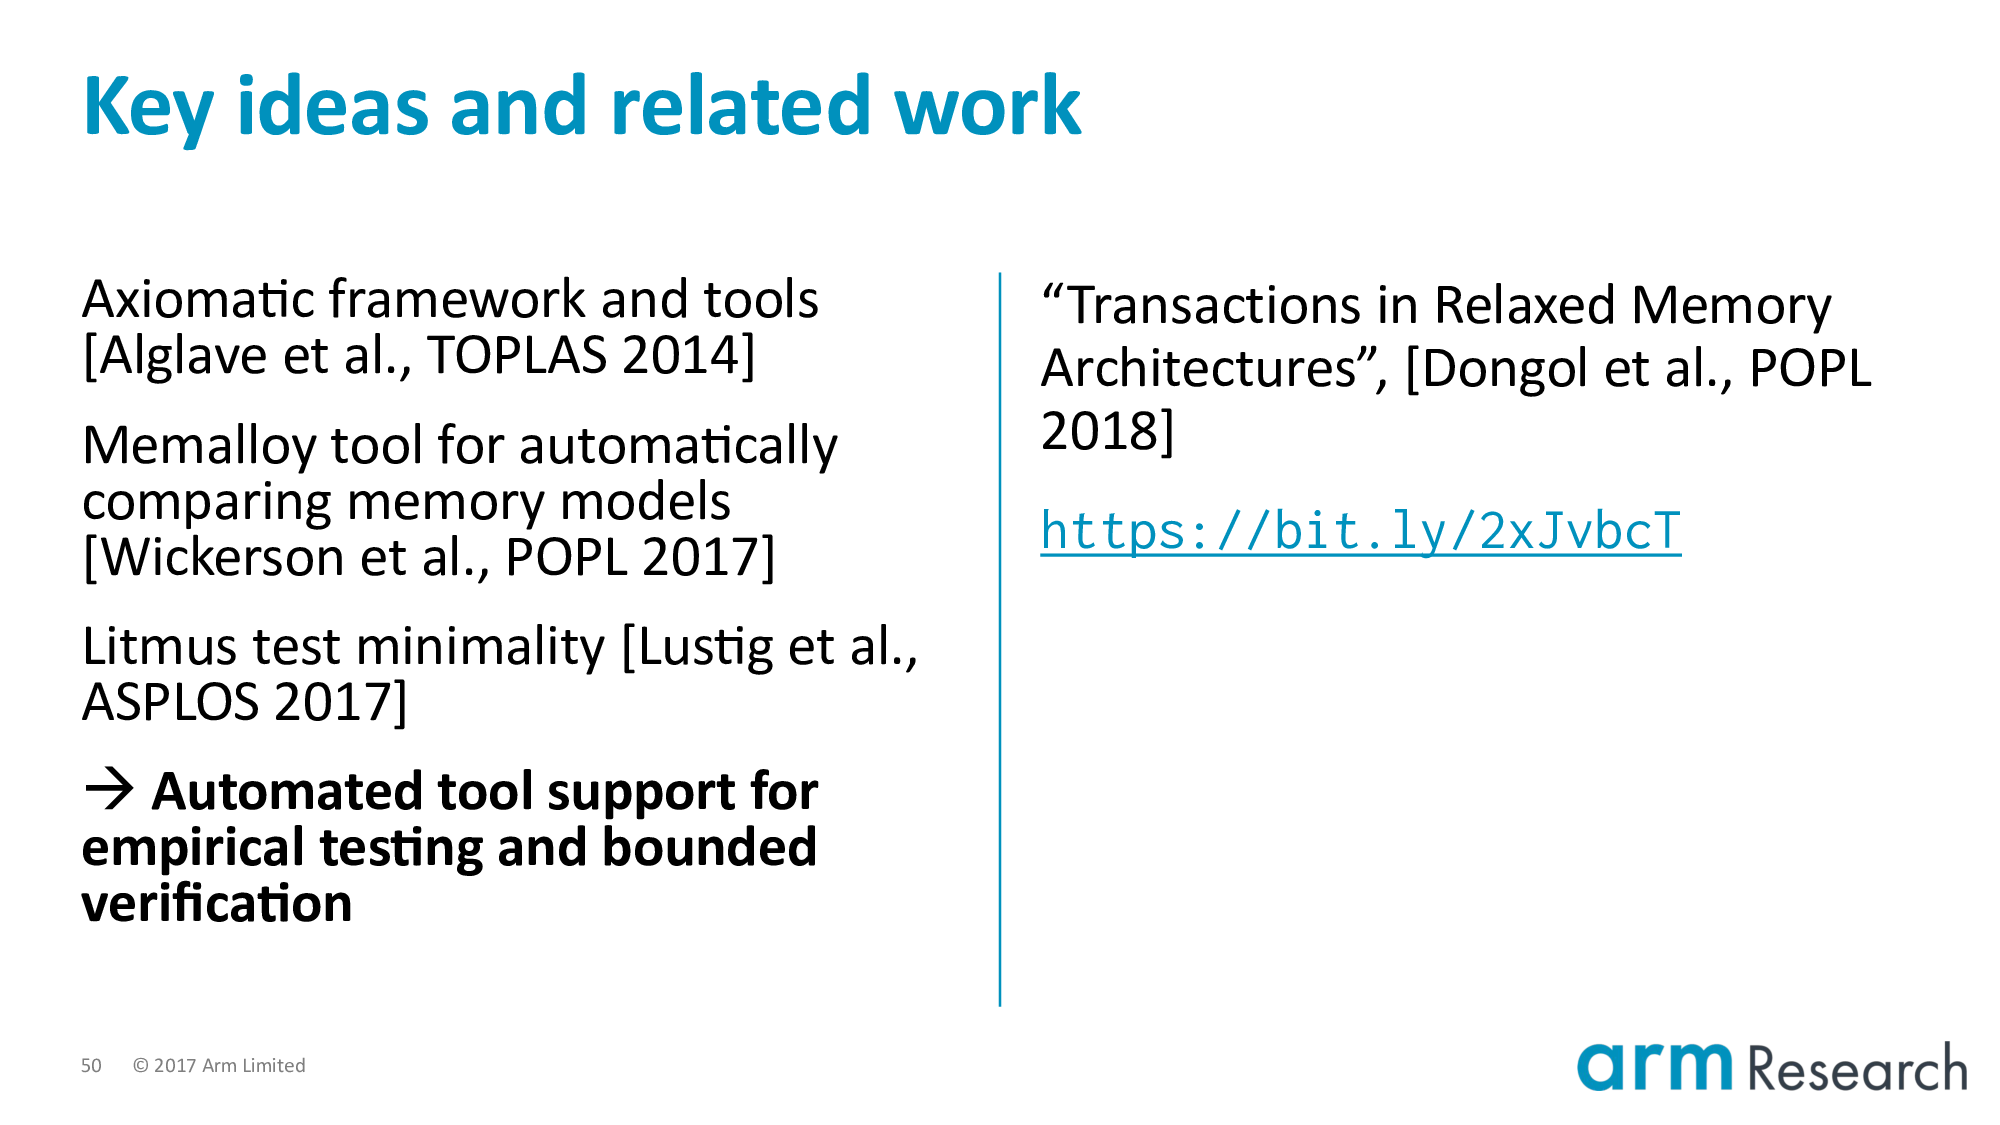 Key ideas and related work
Axiomatic framework and tools
[Alglave et al., TOPLAS 2014]
Memalloy tool for automatically
comparing memory models
[Wickerson et al., POPL 2017]
Litmus test minimality [Lustig et al.,
ASPLOS 2017]
→ Automated tool support for
empirical testing and bounded
verification
“Transactions in Relaxed Memory
Architectures”, [Dongol et al., POPL
2018]
https://bit.ly/2xJvbcT
50 © 2017 Arm Limited
arm Research